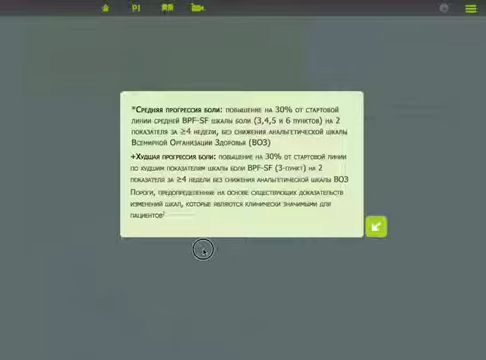 *Средняя прогрессия боли: повышение на 30% от стартовой
линии средней BPF-SF шкалы боли (3,4,5 и 6 пунктов) на 2
показателя за ≥4 недели, без снижения анальгетической шкалы
Всемирной Организации Здоровья (ВОЗ)
+Худшая прогрессия боли: повышение на 30% от стартовой линии
по худшим показателям шкалы боли BPF-SF (3-пункт) на 2
показателя за ≥4 недели без снижения анальгетической шкалы ВОЗ
Пороги, предопределенные на основе существующих доказательств
изменений шкал, которые являются клинически значимыми для
пациентов